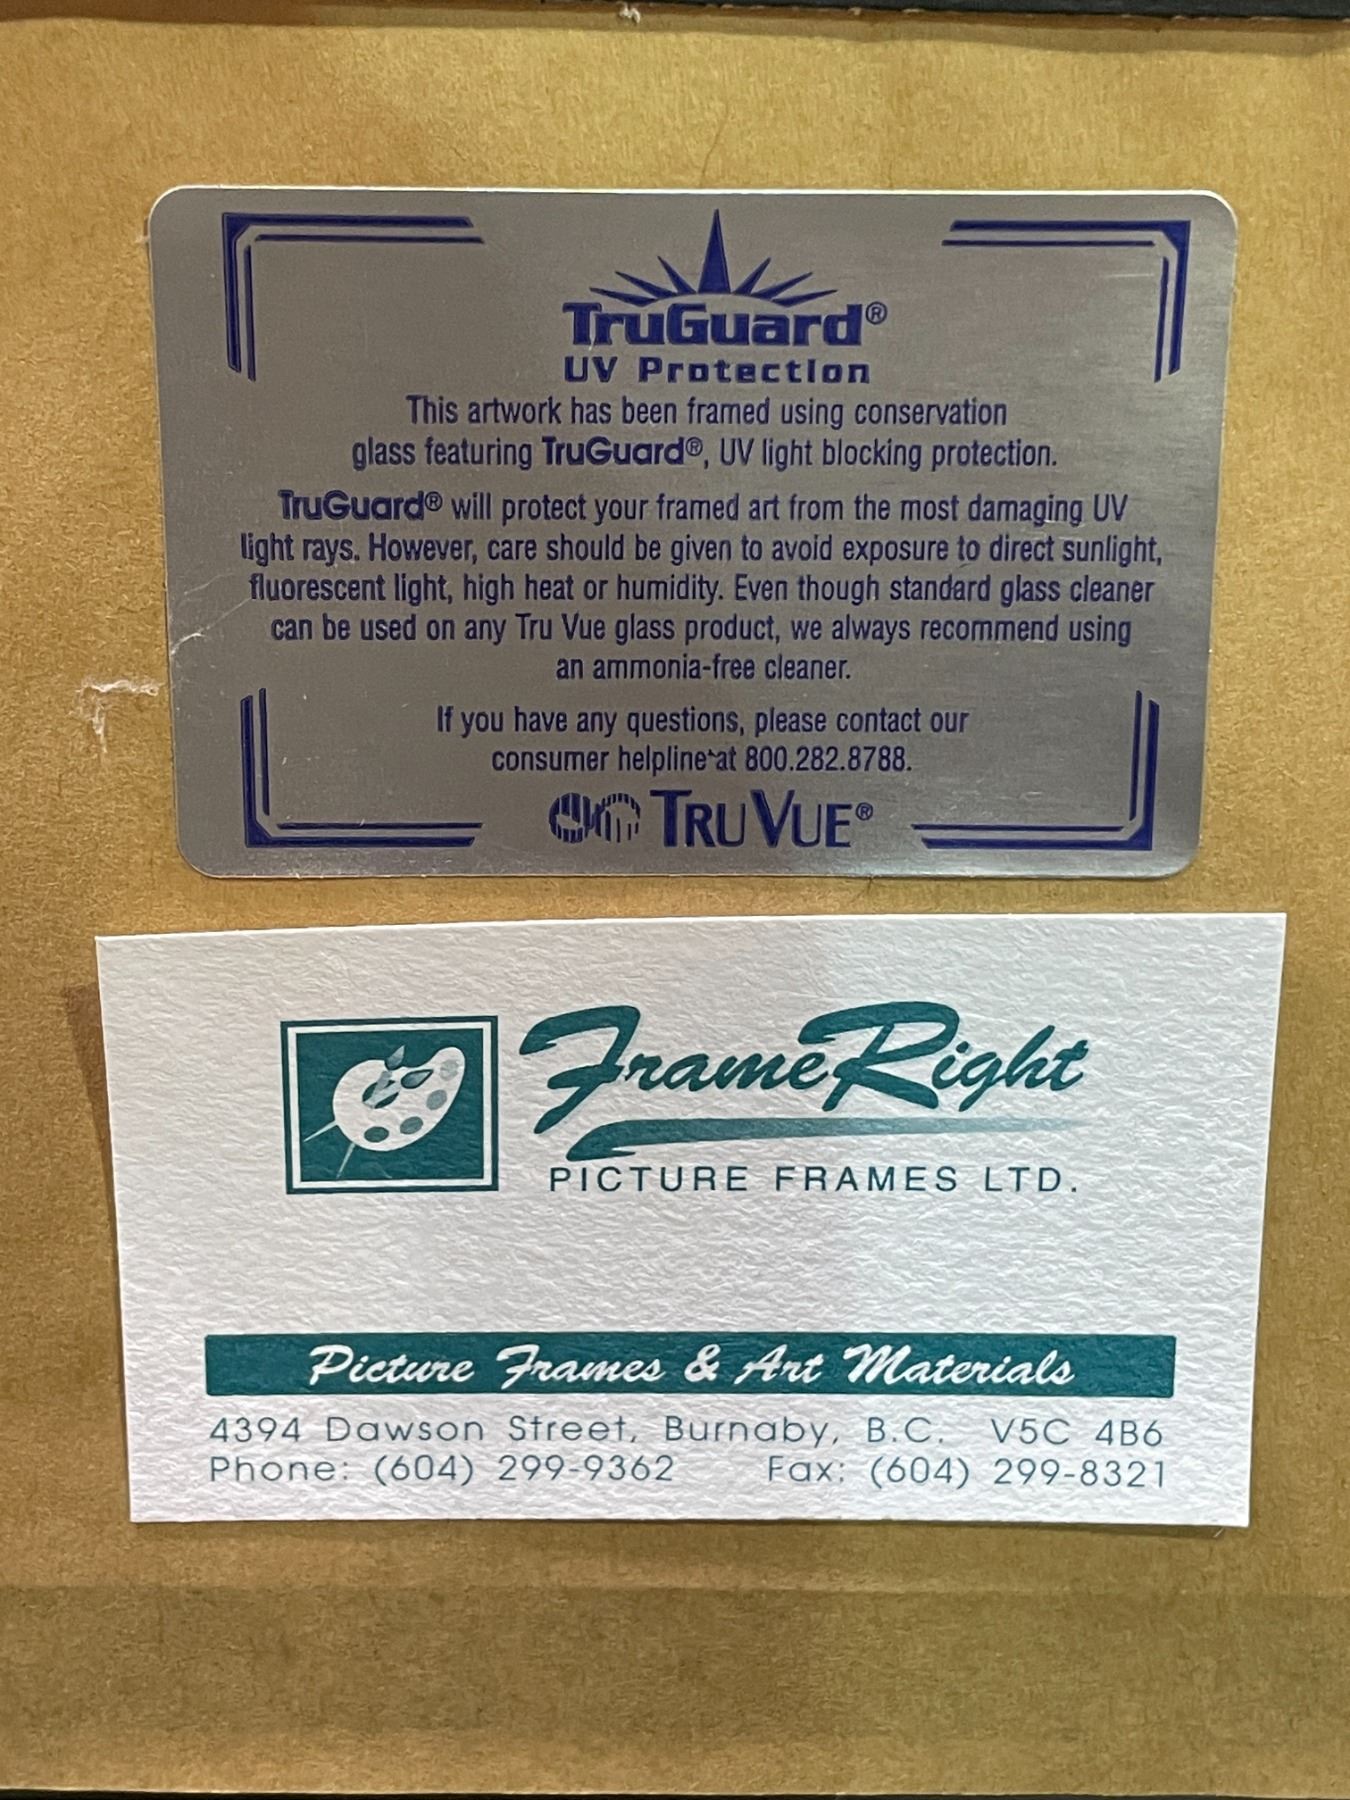 TruGuard®
UV Protection
This artwork has been framed using conservation
glass featuring TruGuard®, UV light blocking protection.
TruGuard® will protect your framed art from the most damaging UV
light rays. However, care should be given to avoid exposure to direct sunlight,
fluorescent light, high heat or humidity. Even though standard glass cleaner
can be used on any Tru Vue glass product, we always recommend using
an ammonia-free cleaner.
If you have any questions, please contact our
consumer helpline at 800.282.8788.
TRU VUE®
FrameRight
PICTURE FRAMES LTD.
Picture Frames & Art Materials
4394 Dawson Street, Burnaby, B.C. V5C 4B6
Phone: (604) 299-9362 Fax: (604) 299-8321